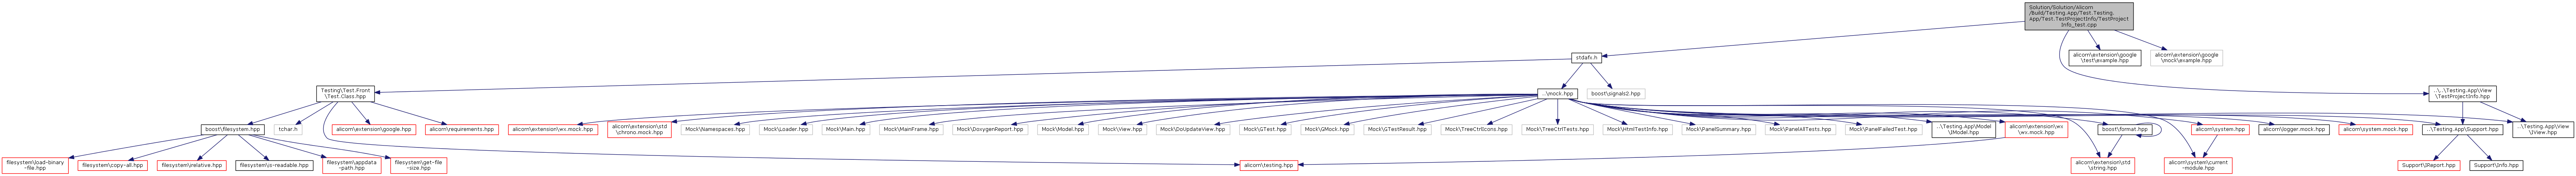 Solution/Solution/Alicorn
/Build/Testing.App/Test.Testing.
App/Test.TestProjectInfo/TestProject
Info_test.cpp
stdafx.h
alicorn\extension\google
\test\example.hpp
alicorn\extension\google
\mock\example.hpp
Testing\Test.Front
\Test.Class.hpp
...\mock.hpp
boost\signals2.hpp
..\..\Testing.App\View
\TestProjectInfo.hpp
boost\filesystem.hpp
tchar.h
alicorn\extension\google.hpp
alicorn\requirements.hpp
alicorn\extension\wx.mock.hpp
alicorn\extension\std
\chrono.mock.hpp
Mock\Namespaces.hpp
Mock\Loader.hpp
Mock\Main.hpp
Mock\MainFrame.hpp
Mock\DoxygenReport.hpp
Mock\Model.hpp
Mock\View.hpp
Mock\DoUpdateView.hpp
Mock\GTest.hpp
Mock\GMock.hpp
Mock\GTestResult.hpp
Mock\TreeCtrlIcons.hpp
Mock\TreeCtrlTests.hpp
Mock\HtmlTestInfo.hpp
Mock\PanelSummary.hpp
Mock\PanelAllTests.hpp
Mock\PanelFailedTest.hpp
...\Testing.App\Model
\IModel.hpp
alicorn\extension\wx
\wx.mock.hpp
boost\format.hpp
alicorn\system.hpp
alicorn\logger.mock.hpp
alicorn\system.mock.hpp
...\Testing.App\Support.hpp
...\Testing.App\View
\IView.hpp
filesystem\load-binary
-file.hpp
filesystem\copy-all.hpp
filesystem\relative.hpp
filesystem\is-readable.hpp
filesystem\appdata
-path.hpp
filesystem\get-file
-size.hpp
alicorn\testing.hpp
alicorn\extension\std
\string.hpp
alicorn\system\current
-module.hpp
Support\IReport.hpp
Support\Info.hpp